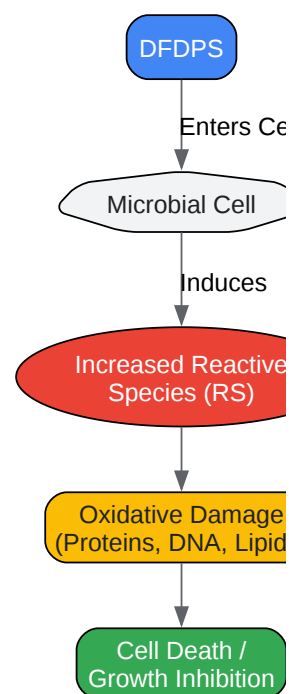 DFDPS
Enters Ce
Microbial Cell
Induces
Increased Reactive
Species (RS)
Oxidative Damage
(Proteins, DNA, Lipid
Cell Death /
Growth Inhibition